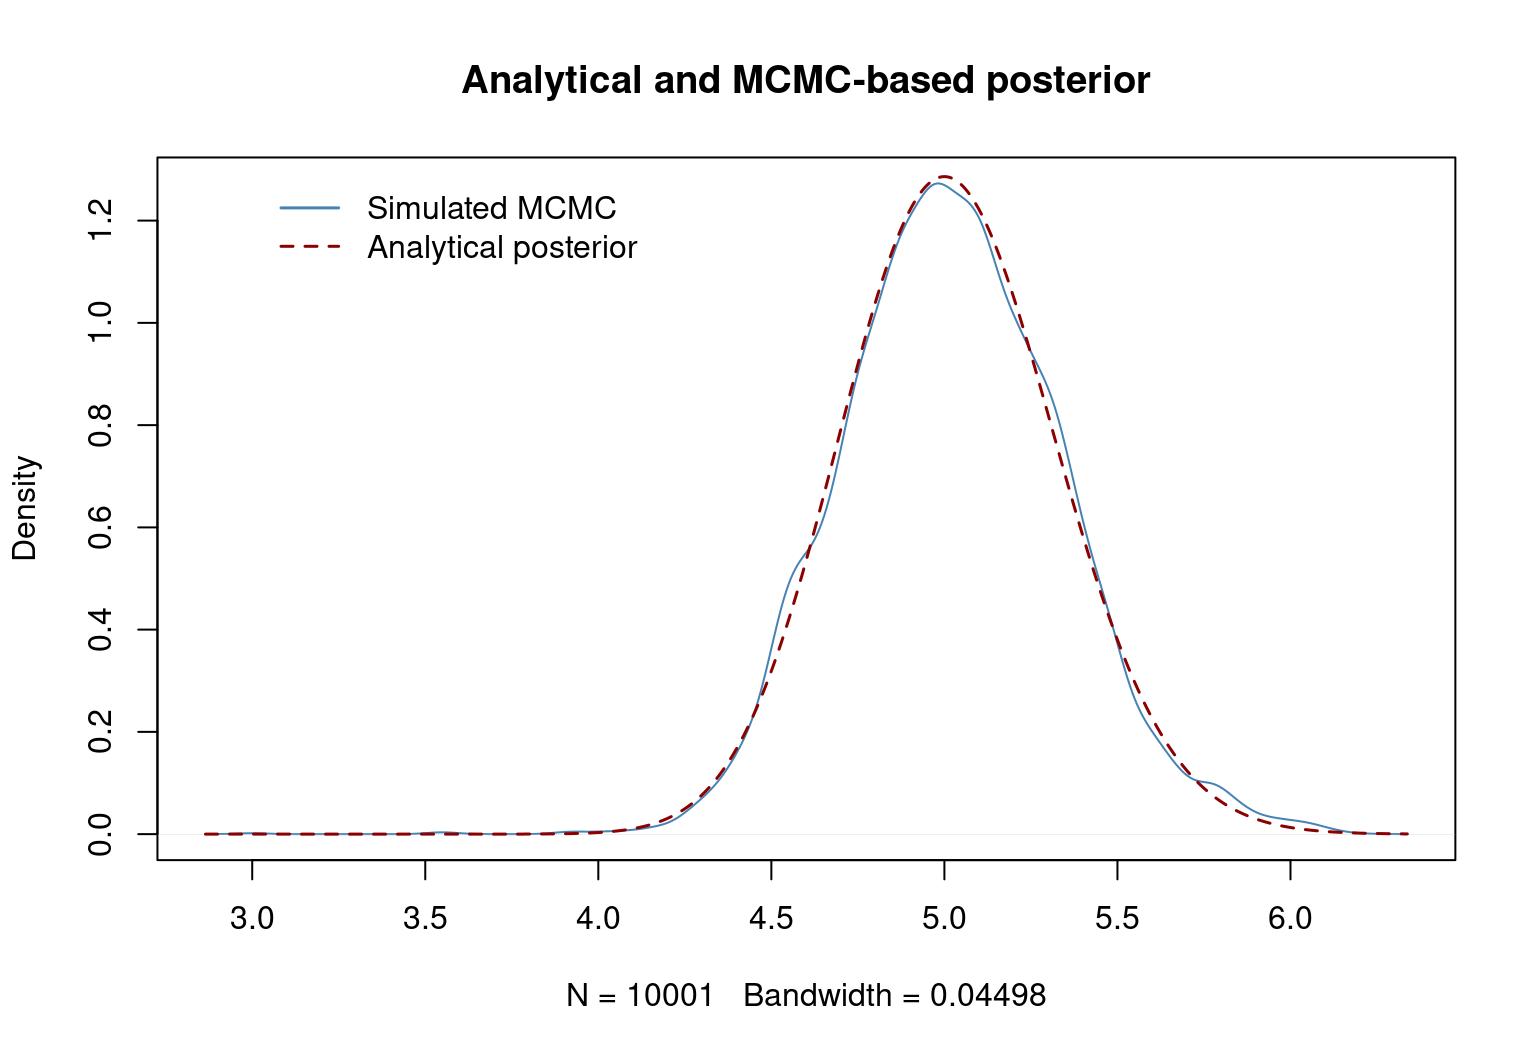 Analytical and MCMC-based posterior
Simulated MCMC
Analytical posterior
Density
1.2
1.0
0.8
0.6
0.4
0.2
0.0
3.0 3.5 4.0 4.5 5.0 5.5 6.0
N = 10001 Bandwidth = 0.04498